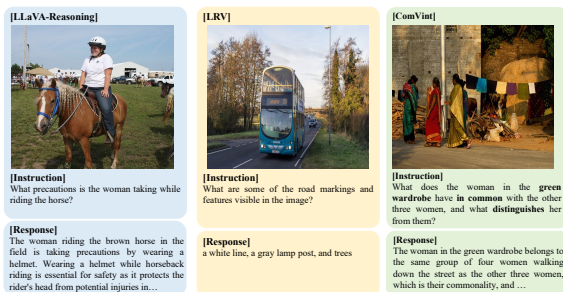 [LLaVA-Reasoning]
[Instruction]
What precautions is the woman taking while
riding the horse?
[Response]
The woman riding the brown horse in the
field is taking precautions by wearing a
helmet. Wearing a helmet while horseback
riding is essential for safety as it protects the
rider's head from potential injuries in…
[LRV]
[Instruction]
What are some of the road markings and
features visible in the image?
[Response]
a white line, a gray lamp post, and trees
[ComVint]
[Instruction]
What does the woman in the green
wardrobe have in common with the other
three women, and what distinguishes her
from them?
[Response]
The woman in the green wardrobe belongs to
the same group of four women walking
down the street as the other three women,
which is their commonality, and …